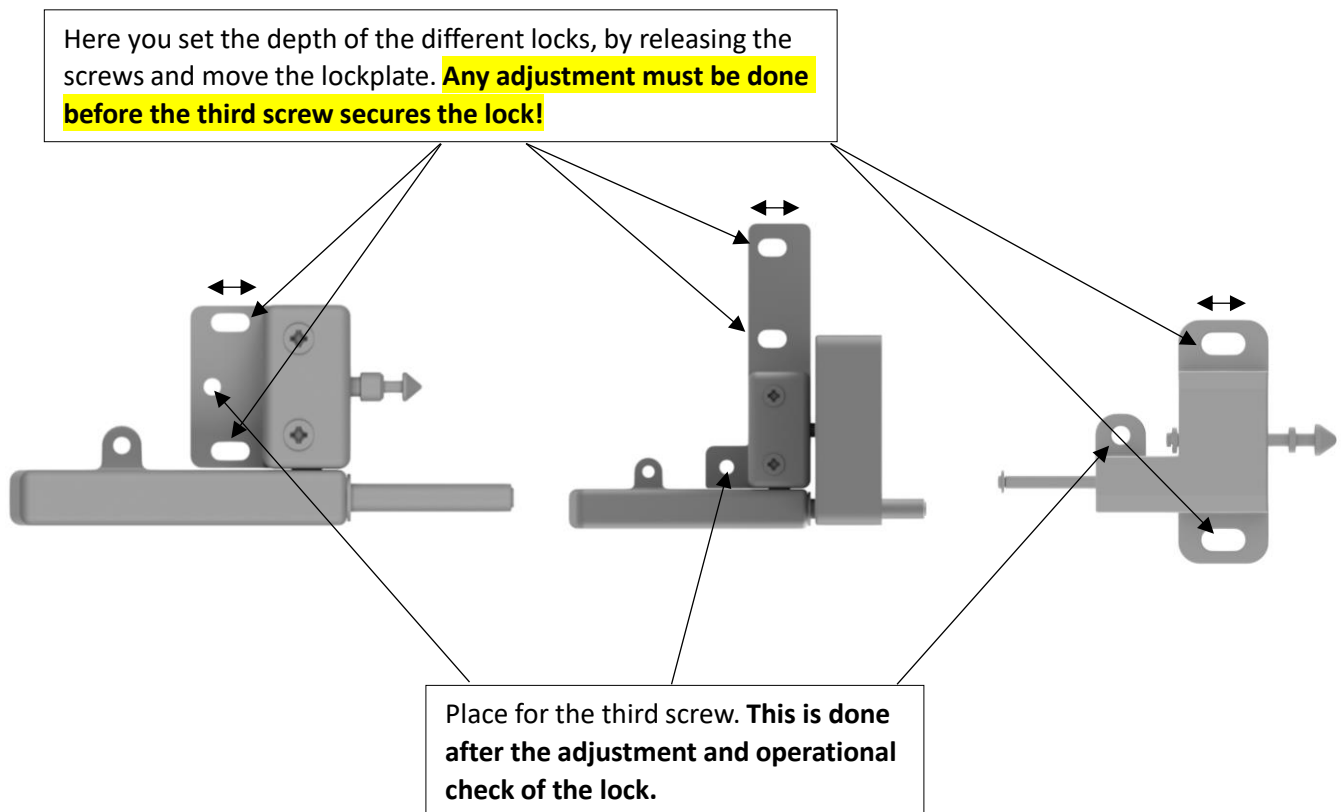 Here you set the depth of the different locks, by releasing the
screws and move the lockplate. Any adjustment must be done
before the third screw secures the lock!
Place for the third screw. This is done
after the adjustment and operational
check of the lock.